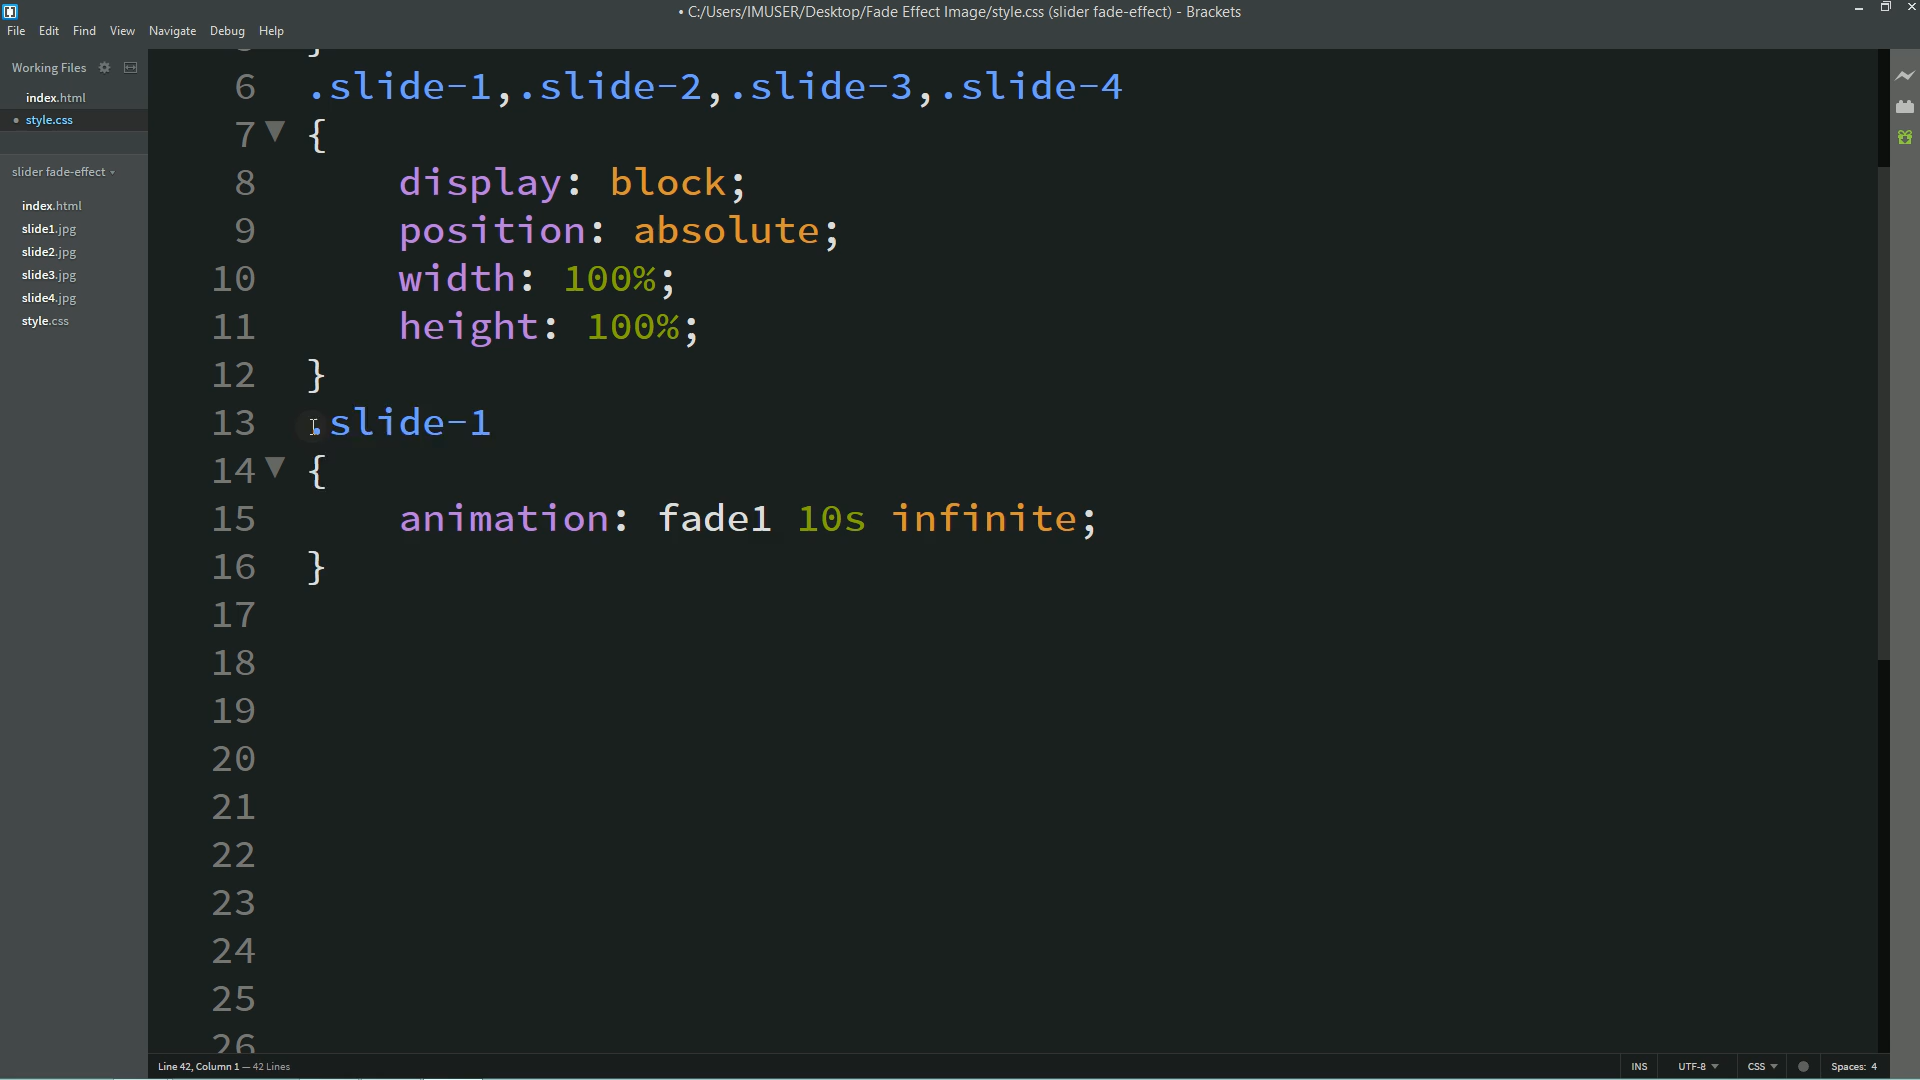 • C:/Users/IMUSER/Desktop/Fade Effect Image/style.css (slider fade-effect) - Brackets
File Edit Find View Navigate Debug Help
Working Files
index.html
• style.css
slider fade-effect
index.html
slide1.jpg
slide2.jpg
slide3.jpg
slide4.jpg
style.css
6 .slide-1,.slide-2,.slide-3,.slide-4
7 {
8 display: block;
9 position: absolute;
10 width: 100%;
11 height: 100%;
12 }
13 .slide-1
14 {
15 animation: fade1 10s infinite;
16 }
17
18
19
20
21
22
23
24
25
26
Line 42, Column 1 — 42 Lines
INS UTF-8 CSS Spaces: 4